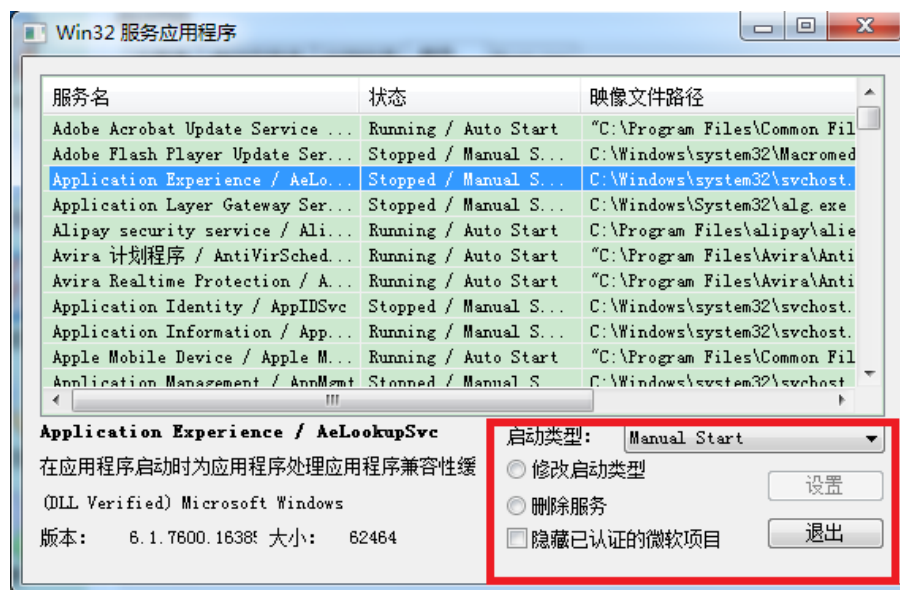 Win32 服务应用程序
服务名 状态 映像文件路径
Adobe Acrobat Update Service ... Running / Auto Start "C:\Program Files\Common Fil
Adobe Flash Player Update Ser... Stopped / Manual S... C:\Windows\system32\Macromed
Application Experience / AeLo... Stopped / Manual S... C:\Windows\system32\svchost.
Application Layer Gateway Ser... Stopped / Manual S... C:\Windows\System32\alg.exe
Alipay security service / Ali... Running / Auto Start C:\Program Files\alipay\alie
Avira 计划程序 / AntiVirSched... Running / Auto Start "C:\Program Files\Avira\Anti
Avira Realtime Protection / A... Running / Auto Start "C:\Program Files\Avira\Anti
Application Identity / AppIDSvc Stopped / Manual S... C:\Windows\system32\svchost.
Application Information / App... Running / Manual S... C:\Windows\system32\svchost.
Apple Mobile Device / Apple M... Running / Auto Start "C:\Program Files\Common Fil
Application Management / AppMgmt Stopped / Manual S C:\Windows\system32\svchost
Application Experience / AeLookupSvc
启动类型: Manual Start
在应用程序启动时为应用程序处理应用程序兼容性缓
修改启动类型
设置
(DLL Verified) Microsoft Windows
删除服务
版本: 6.1.7600.1638 大小: 62464
隐藏已认证的微软项目
退出